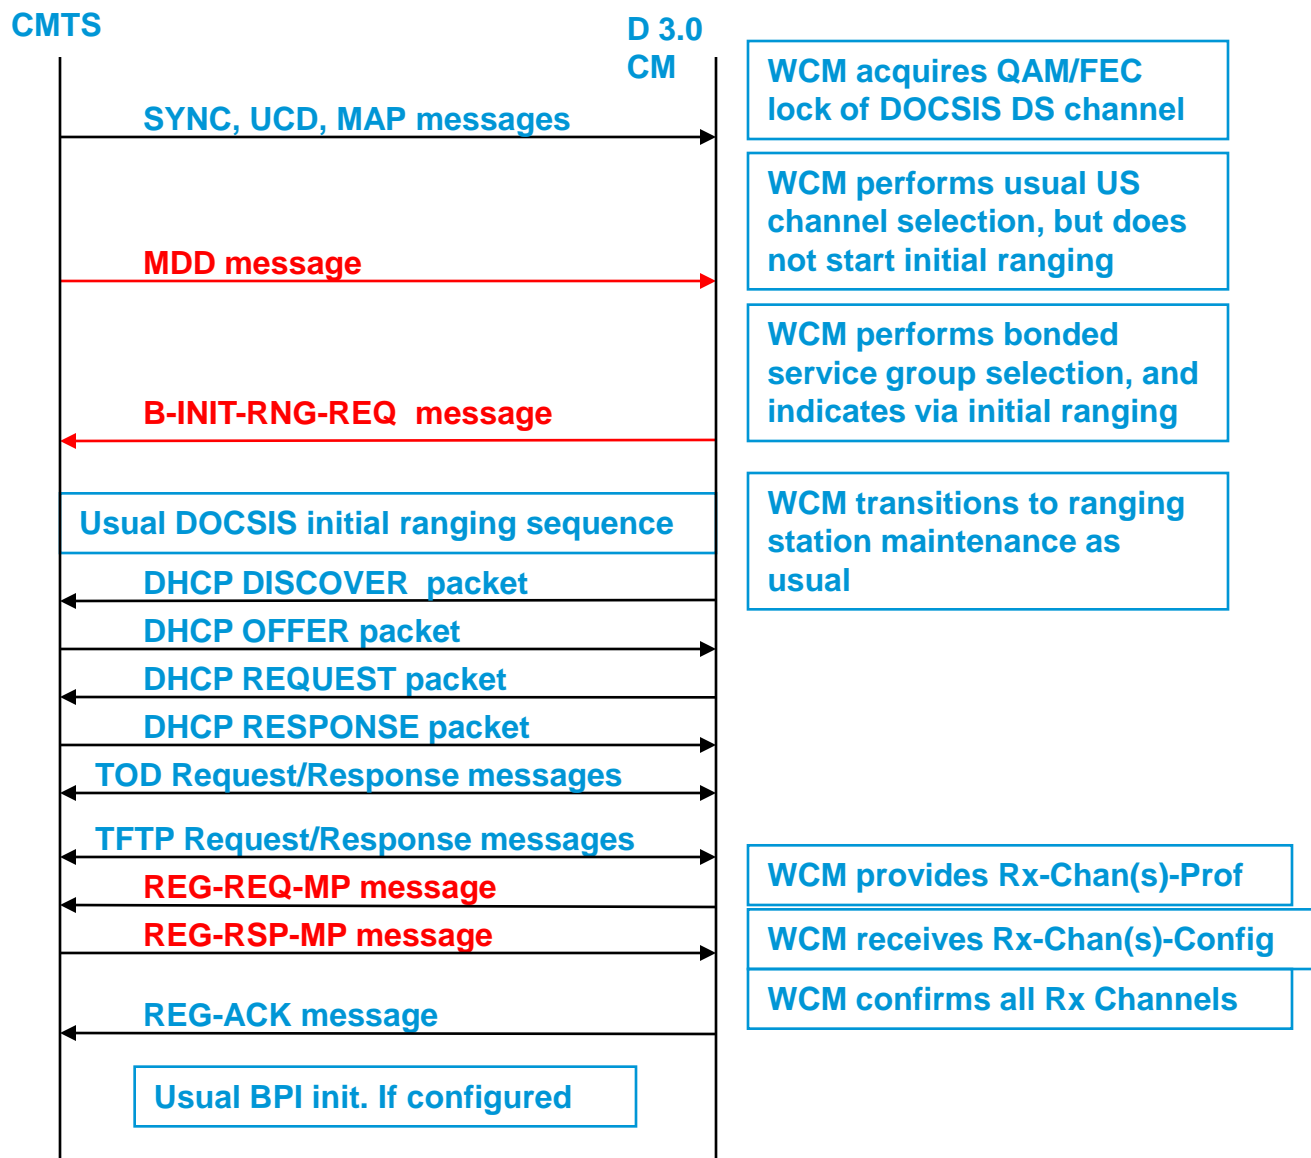 CMTS
D 3.0
CM
WCM acquires QAM/FEC
lock of DOCSIS DS channel
SYNC, UCD, MAP messages
WCM performs usual US
channel selection, but does
not start initial ranging
MDD message
WCM performs bonded
service group selection, and
indicates via initial ranging
B-INIT-RNG-REQ message
WCM transitions to ranging
station maintenance as
usual
Usual DOCSIS initial ranging sequence
DHCP DISCOVER packet
DHCP OFFER packet
DHCP REQUEST packet
DHCP RESPONSE packet
TOD Request/Response messages
TFTP Request/Response messages
REG-REQ-MP message
WCM provides Rx-Chan(s)-Prof
REG-RSP-MP message
WCM receives Rx-Chan(s)-Config
WCM confirms all Rx Channels
REG-ACK message
Usual BPI init. If configured